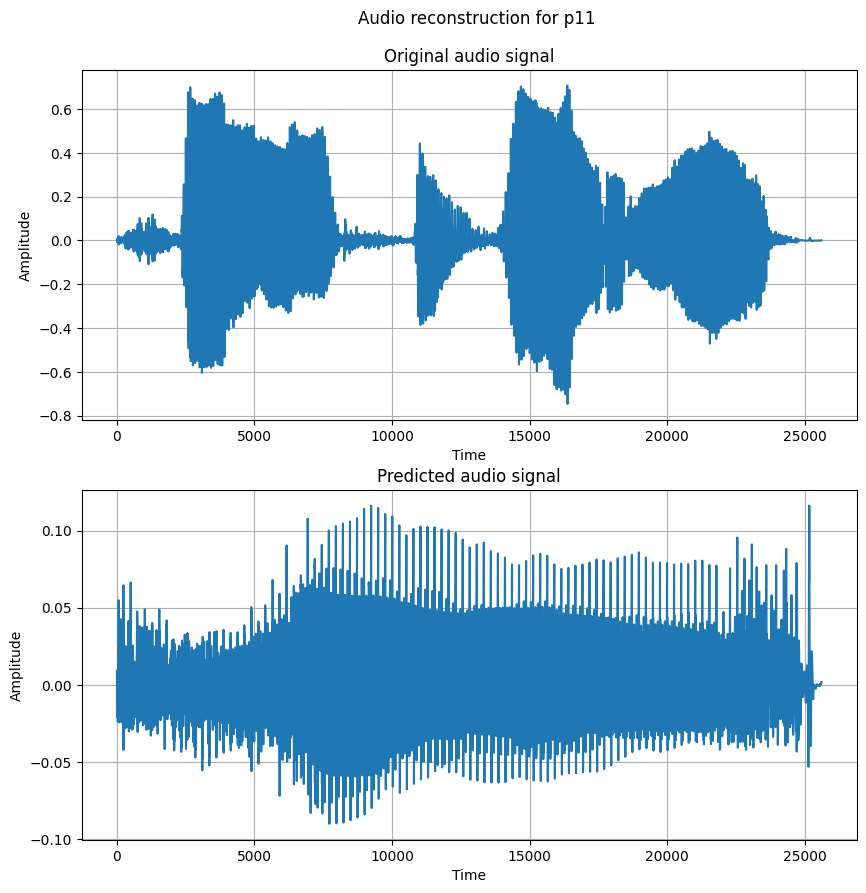 Audio reconstruction for p11
Original audio signal
0.6
0.4
0.2
0.0
−0.2
−0.4
−0.6
−0.8
Amplitude
0 5000 10000 15000 20000 25000
Time
Predicted audio signal
0.10
0.05
0.00
−0.05
−0.10
Amplitude
0 5000 10000 15000 20000 25000
Time